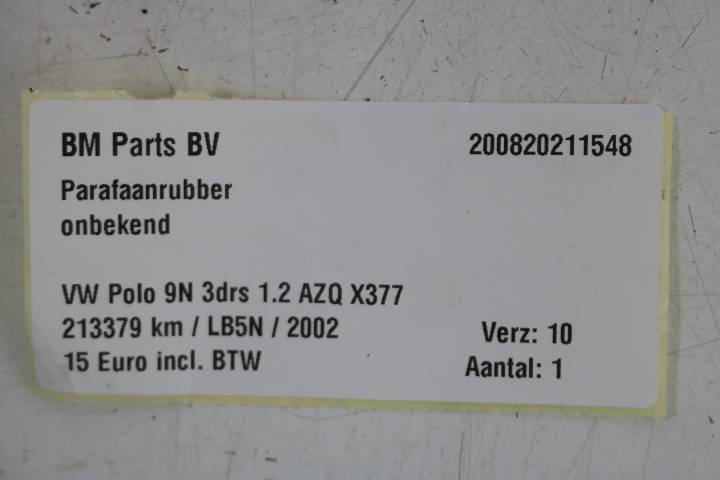 BM Parts BV 200820211548
Parafaanrubber
onbekend
VW Polo 9N 3drs 1.2 AZQ X377
213379 km / LB5N / 2002 Verz: 10
15 Euro incl. BTW Aantal: 1